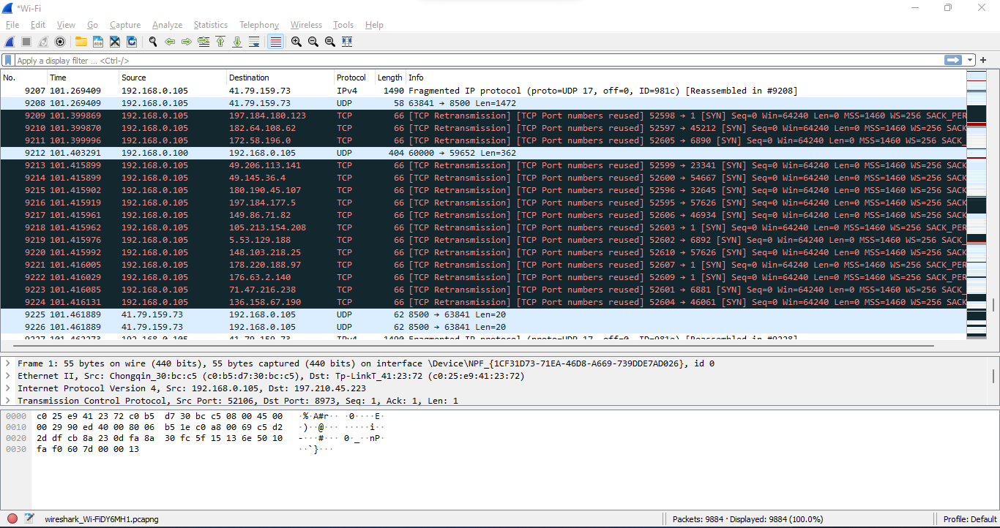 *Wi-Fi
File Edit View Go Capture Analyze Statistics Telephony Wireless Tools Help
Apply a display filter ... <Ctrl-/>
No. Time Source Destination Protocol Length Info
9207 101.269409 192.168.0.105 41.79.159.73 IPv4 1490 Fragmented IP protocol (proto=UDP 17, off=0, ID=981c) [Reassembled in #9208]
9208 101.269409 192.168.0.105 41.79.159.73 UDP 58 63841 → 8500 Len=1472
9209 101.399869 192.168.0.105 197.184.180.123 TCP 66 [TCP Retransmission] [TCP Port numbers reused] 52598 → 1 [SYN] Seq=0 Win=64240 Len=0 MSS=1460 WS=256 SACK_PER
9210 101.399870 192.168.0.105 182.64.108.62 TCP 66 [TCP Retransmission] [TCP Port numbers reused] 52597 → 45212 [SYN] Seq=0 Win=64240 Len=0 MSS=1460 WS=256 SACK
9211 101.399996 192.168.0.105 172.58.196.0 TCP 66 [TCP Retransmission] [TCP Port numbers reused] 52605 → 6890 [SYN] Seq=0 Win=64240 Len=0 MSS=1460 WS=256 SACK_
9212 101.403291 192.168.0.100 192.168.0.105 UDP 404 60000 → 59652 Len=362
9213 101.415899 192.168.0.105 49.206.113.141 TCP 66 [TCP Retransmission] [TCP Port numbers reused] 52599 → 23341 [SYN] Seq=0 Win=64240 Len=0 MSS=1460 WS=256 SACK
9214 101.415899 192.168.0.105 49.145.36.4 TCP 66 [TCP Retransmission] [TCP Port numbers reused] 52600 → 54667 [SYN] Seq=0 Win=64240 Len=0 MSS=1460 WS=256 SACK
9215 101.415902 192.168.0.105 180.190.45.107 TCP 66 [TCP Retransmission] [TCP Port numbers reused] 52596 → 32645 [SYN] Seq=0 Win=64240 Len=0 MSS=1460 WS=256 SACK
9216 101.415919 192.168.0.105 197.184.177.5 TCP 66 [TCP Retransmission] [TCP Port numbers reused] 52595 → 57626 [SYN] Seq=0 Win=64240 Len=0 MSS=1460 WS=256 SACK
9217 101.415961 192.168.0.105 149.86.71.82 TCP 66 [TCP Retransmission] [TCP Port numbers reused] 52606 → 46934 [SYN] Seq=0 Win=64240 Len=0 MSS=1460 WS=256 SACK
9218 101.415962 192.168.0.105 105.213.154.208 TCP 66 [TCP Retransmission] [TCP Port numbers reused] 52603 → 1 [SYN] Seq=0 Win=64240 Len=0 MSS=1460 WS=256 SACK_PER
9219 101.415976 192.168.0.105 5.53.129.188 TCP 66 [TCP Retransmission] [TCP Port numbers reused] 52602 → 6892 [SYN] Seq=0 Win=64240 Len=0 MSS=1460 WS=256 SACK_
9220 101.415992 192.168.0.105 148.103.218.25 TCP 66 [TCP Retransmission] [TCP Port numbers reused] 52610 → 57626 [SYN] Seq=0 Win=64240 Len=0 MSS=1460 WS=256 SACK
9221 101.416005 192.168.0.105 178.220.188.97 TCP 66 [TCP Retransmission] [TCP Port numbers reused] 52607 → 1 [SYN] Seq=0 Win=64240 Len=0 MSS=1460 WS=256 SACK_PER
9222 101.416029 192.168.0.105 176.63.2.140 TCP 66 [TCP Retransmission] [TCP Port numbers reused] 52609 → 1 [SYN] Seq=0 Win=64240 Len=0 MSS=1460 WS=256 SACK_PER
9223 101.416085 192.168.0.105 71.47.216.238 TCP 66 [TCP Retransmission] [TCP Port numbers reused] 52601 → 6881 [SYN] Seq=0 Win=64240 Len=0 MSS=1460 WS=256 SACK_
9224 101.416131 192.168.0.105 136.158.67.190 TCP 66 [TCP Retransmission] [TCP Port numbers reused] 52604 → 46061 [SYN] Seq=0 Win=64240 Len=0 MSS=1460 WS=256 SACK
9225 101.461889 41.79.159.73 192.168.0.105 UDP 62 8500 → 63841 Len=20
9226 101.461889 41.79.159.73 192.168.0.105 UDP 62 8500 → 63841 Len=20
9227 101.462273 192.168.0.105 41.79.159.73 IPv4 1490 Fragmented IP protocol (proto=UDP 17, off=0, [Reassembled in #9228]
Frame 1: 55 bytes on wire (440 bits), 55 bytes captured (440 bits) on interface \Device\NPF_{1CF31D73-71EA-46D8-A669-739DDE7AD026}, id 0
Ethernet II, Src: Chongqin_30:bc:c5 (c0:b5:d7:30:bc:c5), Dst: Tp-LinkT_41:23:72 (c0:25:e9:41:23:72)
Internet Protocol Version 4, Src: 192.168.0.105, Dst: 197.210.45.223
Transmission Control Protocol, Src Port: 52106, Dst Port: 8973, Seq: 1, Ack: 1, Len: 1
0000 c0 25 e9 41 23 72 c0 b5 d7 30 bc c5 08 00 45 00 ·%·A#r·· ·0····E·
0010 00 29 90 ed 40 00 80 06 b5 1e c0 a8 00 69 c5 d2 ·)··@··· ·····i··
0020 2d df cb 8a 23 0d fa 8a 30 fc 5f 15 13 6e 50 10 -···#··· 0·_··nP·
0030 fa f0 60 7d 00 00 13 ··`}···
wireshark_Wi-FiDY6MH1.pcapng Packets: 9884 · Displayed: 9884 (100.0%) Profile: Default